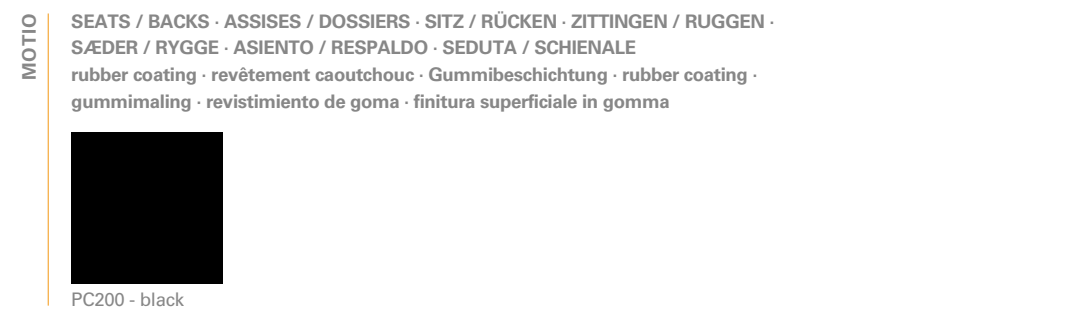 MOTIO
SEATS / BACKS · ASSISES / DOSSIERS · SITZ / RÜCKEN · ZITTINGEN / RUGGEN ·
SÆDER / RYGGE · ASIENTO / RESPALDO · SEDUTA / SCHIENALE
rubber coating · revêtement caoutchouc · Gummibeschichtung · rubber coating ·
gummimaling · revistimiento de goma · finitura superficiale in gomma
PC200 - black